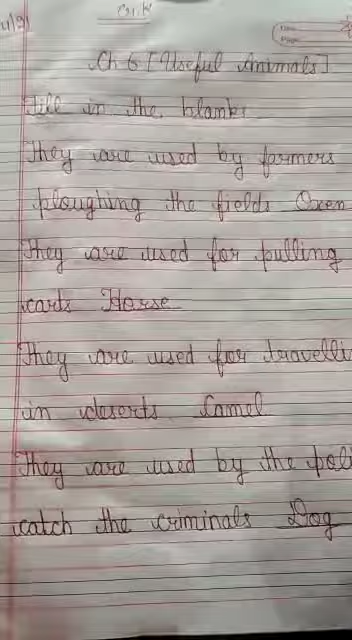 Ch 6 [Useful Animals]
Fill in the blanks
They are used by farmers
ploughing the fields Oxen
They are used for pulling
carts Horse
They are used for travelli
in deserts Camel
They are used by the poli
catch the criminals Dog